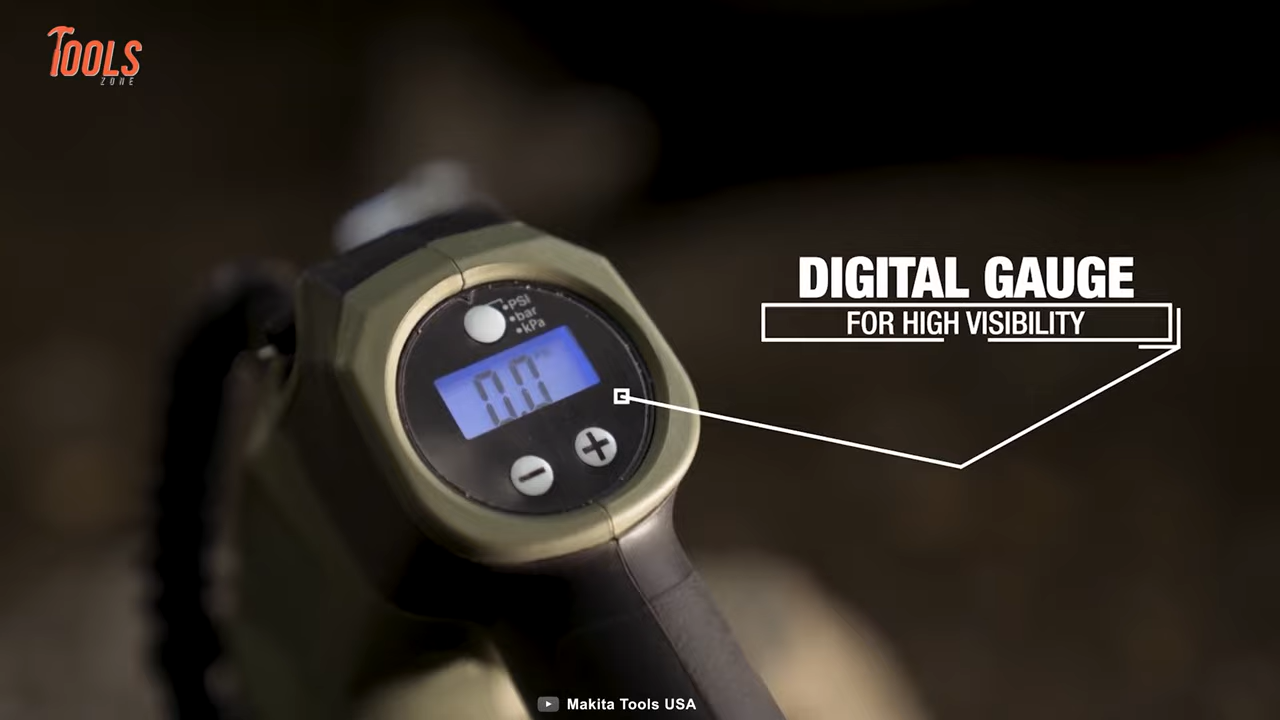 TOOLS
ZONE
DIGITAL GAUGE
FOR HIGH VISIBILITY
•PSI
•bar
•kPa
0.0
Makita Tools USA